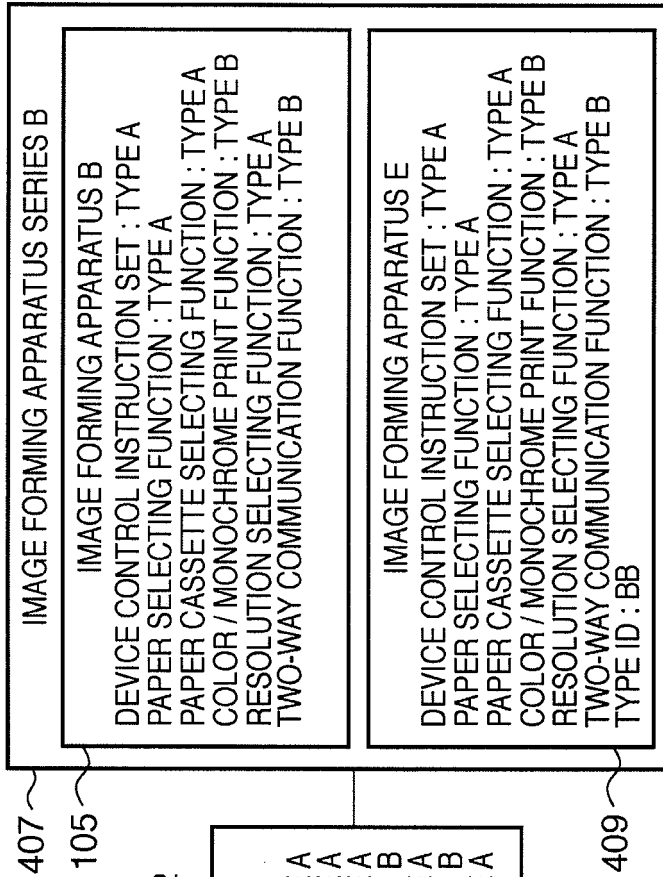 407
IMAGE FORMING APPARATUS SERIES B
105
IMAGE FORMING APPARATUS B
DEVICE CONTROL INSTRUCTION SET : TYPE A
PAPER SELECTING FUNCTION : TYPE A
PAPER CASSETTE SELECTING FUNCTION : TYPE A
COLOR / MONOCHROME PRINT FUNCTION : TYPE B
RESOLUTION SELECTING FUNCTION : TYPE A
TWO-WAY COMMUNICATION FUNCTION : TYPE B
409
IMAGE FORMING APPARATUS E
DEVICE CONTROL INSTRUCTION SET : TYPE A
PAPER SELECTING FUNCTION : TYPE A
PAPER CASSETTE SELECTING FUNCTION : TYPE A
COLOR / MONOCHROME PRINT FUNCTION : TYPE B
RESOLUTION SELECTING FUNCTION : TYPE A
TWO-WAY COMMUNICATION FUNCTION : TYPE B
TYPE ID : BB
A
A
A
B
A
B
A